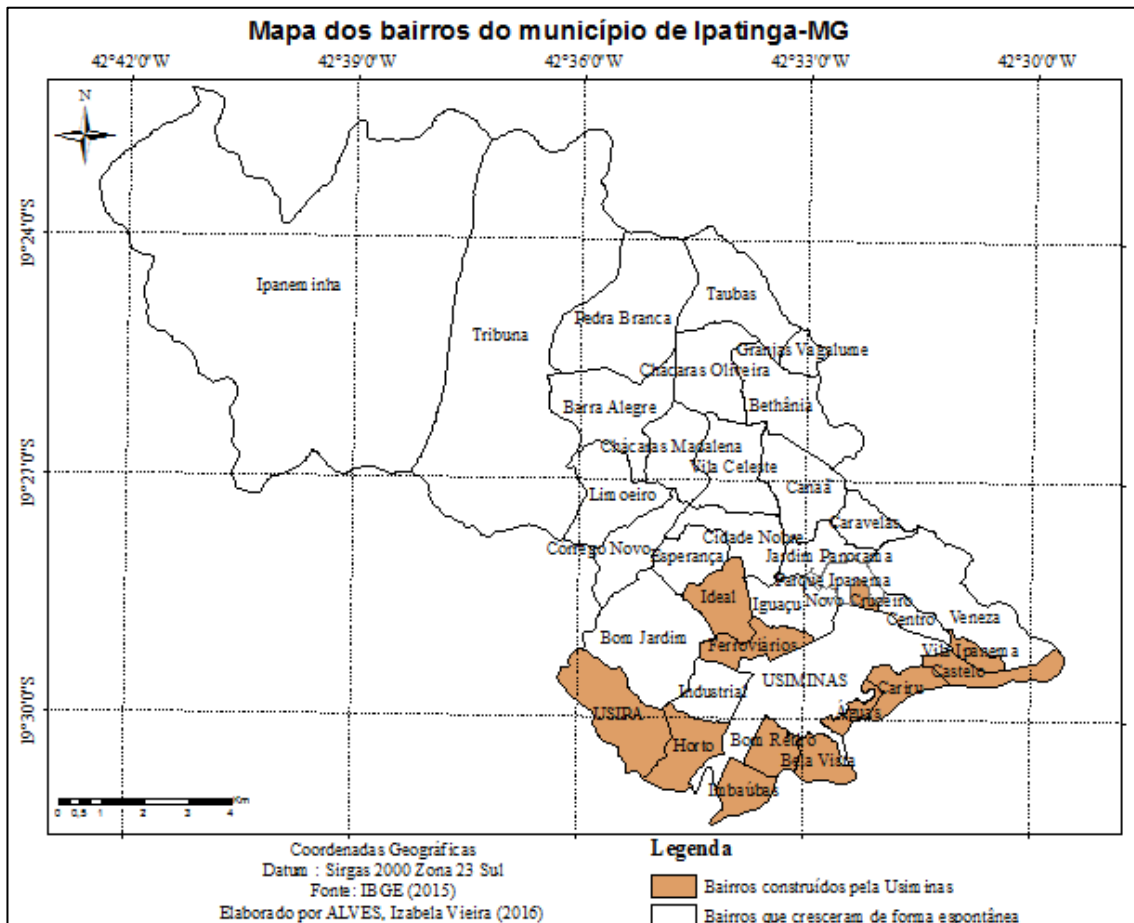 Mapa dos bairros do município de Ipatinga-MG
42°42'0"W 42°39'0"W 42°36'0"W 42°33'0"W 42°30'0"W
N
19°24'0"S
Taubas
Ipaneminha
Pedra Branca
Tribuna
Granjas Vagalume
Chácaras Oliveira
Barra Alegre
Bethânia
Chácaras Madalena
Vila Celeste
19°27'0"S
Canaã
Limoeiro
Caravelas
Cidade Nobre
Córrego Novo
Esperança
Jardim Panorama
Parque Ipanema
Ideal
Iguaçu
Novo Cruzeiro
Centro
Veneza
Bom Jardim
Ferroviários
Vila Ipanema
Castelo
USIMINAS
Cariru
Industrial
19°30'0"S
USIPA
Águas
Horto
Bom Retiro
Bela Vista
Imbaúbas
Km
0 0,5 1 2 3 4
Coordenadas Geográficas
Datum : Sirgas 2000 Zona 23 Sul
Fonte: IBGE (2015)
Elaborado por ALVES, Izabela Vieira (2016)
Legenda
Bairros construídos pela Usiminas
Bairros que cresceram de forma espontânea